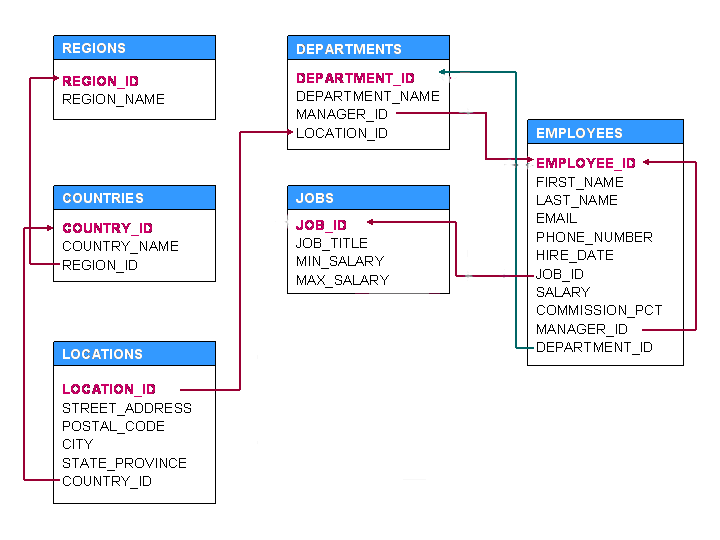 REGIONS
REGION_ID
REGION_NAME
DEPARTMENTS
DEPARTMENT_ID
DEPARTMENT_NAME
MANAGER_ID
LOCATION_ID
EMPLOYEES
EMPLOYEE_ID
FIRST_NAME
LAST_NAME
EMAIL
PHONE_NUMBER
HIRE_DATE
JOB_ID
SALARY
COMMISSION_PCT
MANAGER_ID
DEPARTMENT_ID
COUNTRIES
COUNTRY_ID
COUNTRY_NAME
REGION_ID
JOBS
JOB_ID
JOB_TITLE
MIN_SALARY
MAX_SALARY
LOCATIONS
LOCATION_ID
STREET_ADDRESS
POSTAL_CODE
CITY
STATE_PROVINCE
COUNTRY_ID